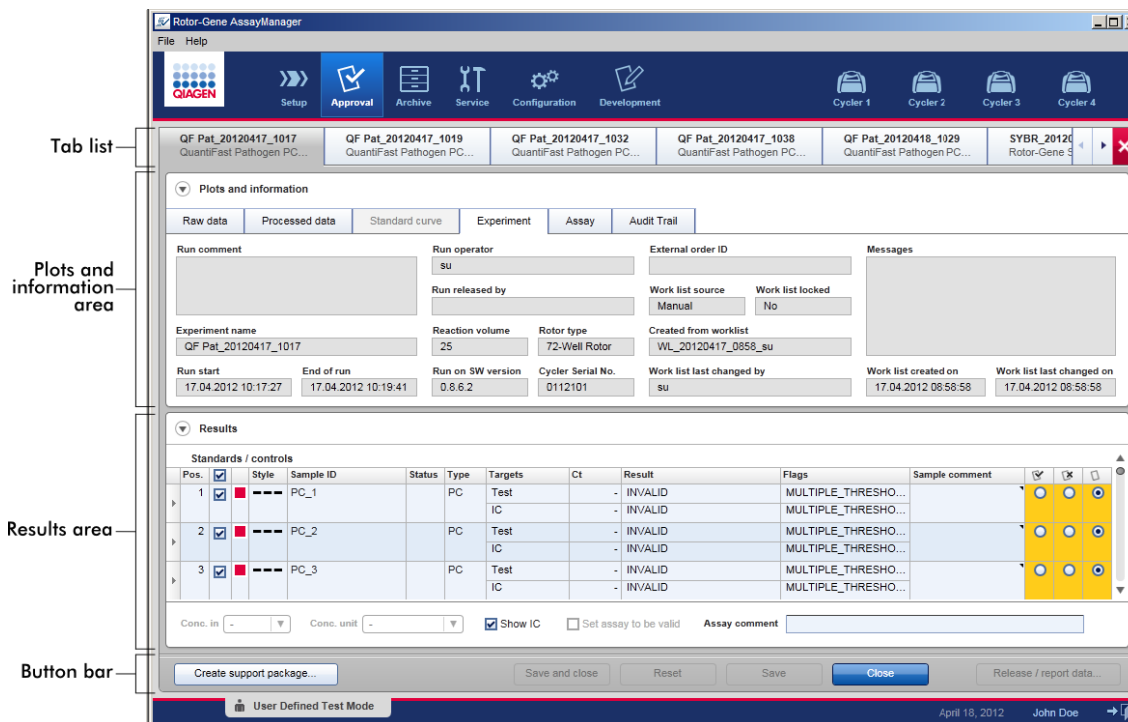 Rotor-Gene AssayManager
File Help
QIAGEN
Setup Approval Archive Service Configuration Development Cycler 1 Cycler 2 Cycler 3 Cycler 4
Tab list
QF Pat_20120417_1017 QF Pat_20120417_1019 QF Pat_20120417_1032 QF Pat_20120417_1038 QF Pat_20120418_1029 SYBR_2012
QuantiFast Pathogen PC... QuantiFast Pathogen PC... QuantiFast Pathogen PC... QuantiFast Pathogen PC... QuantiFast Pathogen PC... Rotor-Gene S
Plots and information area
Plots and information
Raw data Processed data Standard curve Experiment Assay Audit Trail
Run comment Run operator External order ID Messages
su
Run released by Work list source Work list locked
Manual No
Experiment name Reaction volume Rotor type Created from worklist
QF Pat_20120417_1017 25 72-Well Rotor WL_20120417_0858_su
Run start End of run Run on SW version Cycler Serial No. Work list last changed by Work list created on Work list last changed on
17.04.2012 10:17:27 17.04.2012 10:19:41 0.8.6.2 0112101 su 17.04.2012 08:58:58 17.04.2012 08:58:58
Results area
Results
Standards / controls
Pos. Style Sample ID Status Type Targets Ct Result Flags Sample comment
1 PC_1 PC Test - INVALID MULTIPLE_THRESHO...
IC - INVALID MULTIPLE_THRESHO...
2 PC_2 PC Test - INVALID MULTIPLE_THRESHO...
IC - INVALID MULTIPLE_THRESHO...
3 PC_3 PC Test - INVALID MULTIPLE_THRESHO...
IC - INVALID MULTIPLE_THRESHO...
Conc. in - Conc. unit - Show IC Set assay to be valid Assay comment
Button bar
Create support package... Save and close Reset Save Close Release / report data...
User Defined Test Mode
April 18, 2012 John Doe